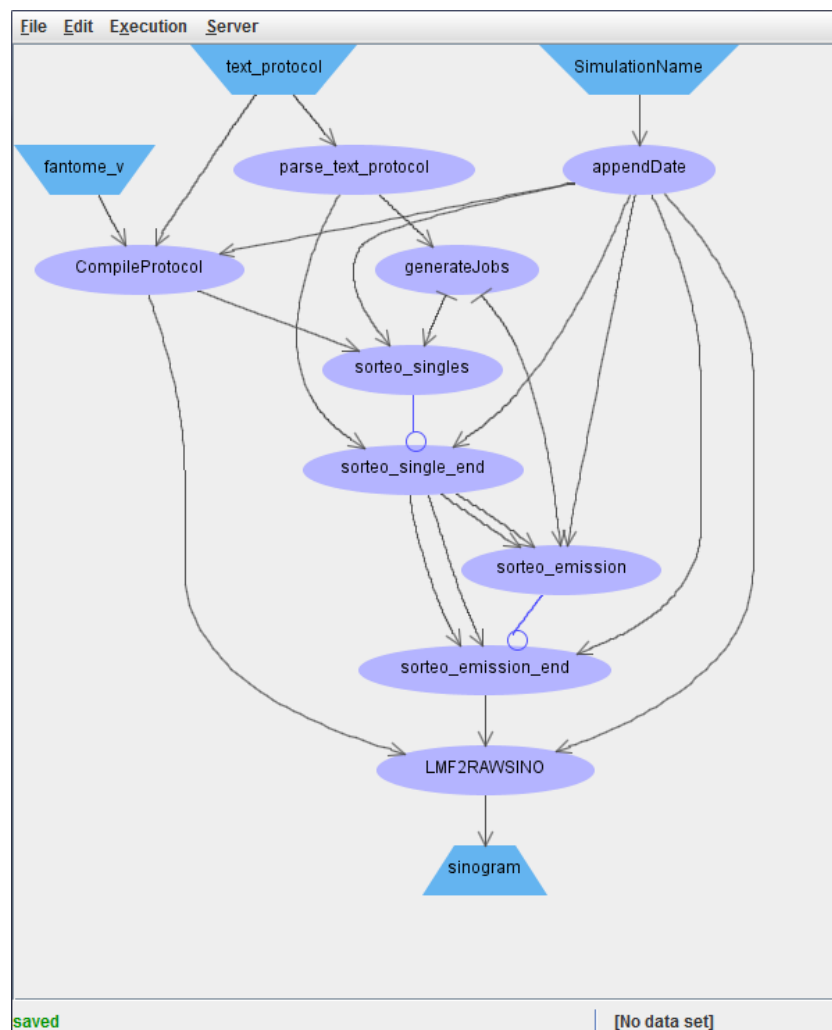 File Edit Execution Server
text_protocol SimulationName
fantome_v parse_text_protocol appendDate
CompileProtocol generateJobs
sorteo_singles
sorteo_single_end
sorteo_emission
sorteo_emission_end
LMF2RAWSINO
sinogram
saved [No data set]